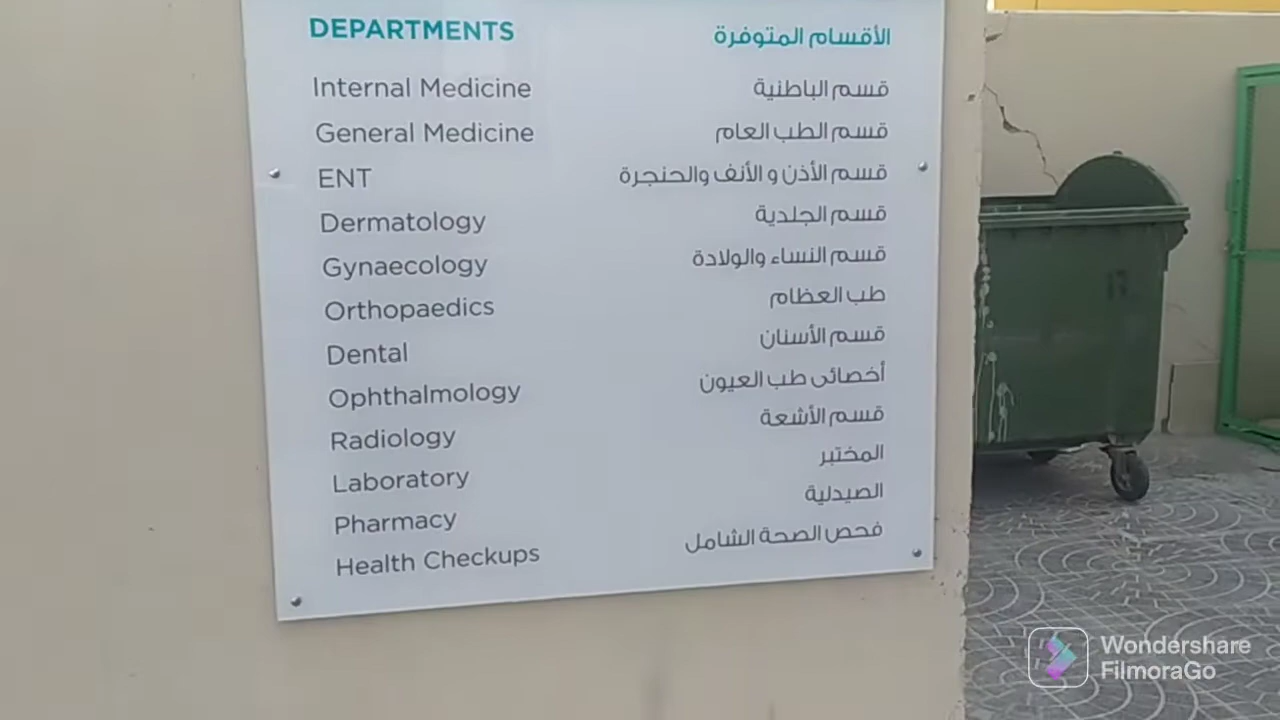 DEPARTMENTS الأقسام المتوفرة
Internal Medicine قسم الباطنية
General Medicine قسم الطب العام
ENT قسم الأذن و الأنف والحنجرة
Dermatology قسم الجلدية
Gynaecology قسم النساء والولادة
Orthopaedics طب العظام
Dental قسم الأسنان
Ophthalmology أخصائى طب العيون
Radiology قسم الأشعة
Laboratory المختبر
Pharmacy الصيدلية
Health Checkups فحص الصحة الشامل
Wondershare
FilmoraGo